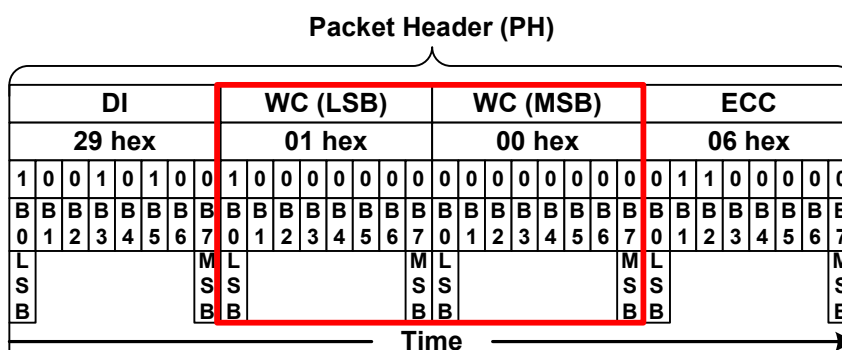 Packet Header (PH)
DI WC (LSB) WC (MSB) ECC
29 hex 01 hex 00 hex 06 hex
1 0 0 1 0 1 0 0 1 0 0 0 0 0 0 0 0 0 0 0 0 0 0 0 0 1 1 0 0 0 0 0
B B B B B B B B B B B B B B B B B B B B B B B B B B B B B B B B
0 1 2 3 4 5 6 7 0 1 2 3 4 5 6 7 0 1 2 3 4 5 6 7 0 1 2 3 4 5 6 7
L M L M L M L M
S S S S S S S S
B B B B B B B B
Time